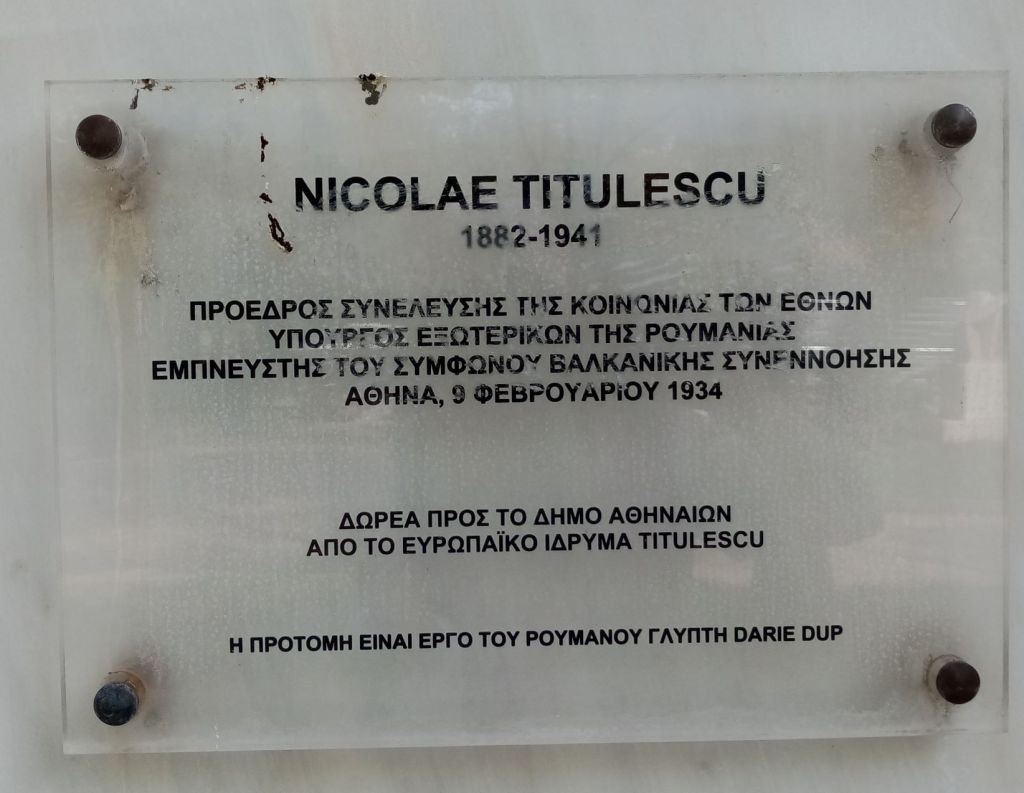 NICOLAE TITULESCU
1882-1941
ΠΡΟΕΔΡΟΣ ΣΥΝΕΛΕΥΣΗΣ ΤΗΣ ΚΟΙΝΩΝΙΑΣ ΤΩΝ ΕΘΝΩΝ
ΥΠΟΥΡΓΟΣ ΕΞΩΤΕΡΙΚΩΝ ΤΗΣ ΡΟΥΜΑΝΙΑΣ
ΕΜΠΝΕΥΣΤΗΣ ΤΟΥ ΣΥΜΦΩΝΟΥ ΒΑΛΚΑΝΙΚΗΣ ΣΥΝΕΝΝΟΗΣΗΣ
ΑΘΗΝΑ, 9 ΦΕΒΡΟΥΑΡΙΟΥ 1934
ΔΩΡΕΑ ΠΡΟΣ ΤΟ ΔΗΜΟ ΑΘΗΝΑΙΩΝ
ΑΠΟ ΤΟ ΕΥΡΩΠΑΪΚΟ ΙΔΡΥΜΑ TITULESCU
Η ΠΡΟΤΟΜΗ ΕΙΝΑΙ ΕΡΓΟ ΤΟΥ ΡΟΥΜΑΝΟΥ ΓΛΥΠΤΗ DARIE DUP